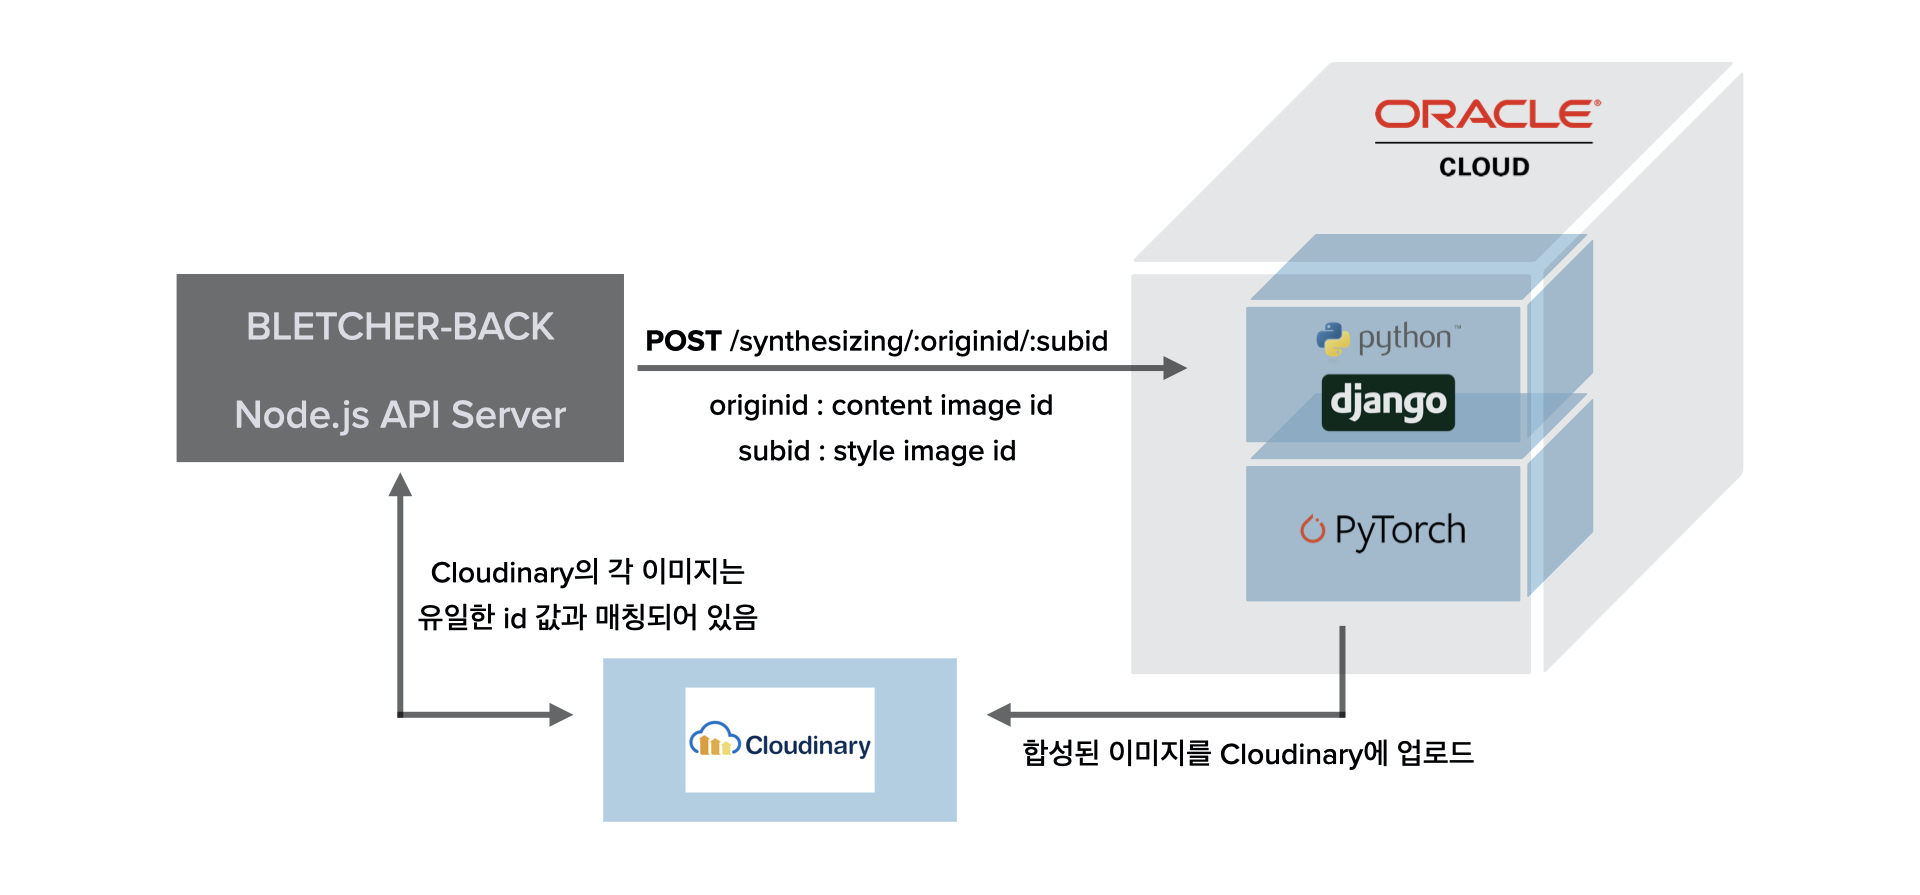 ORACLE®
CLOUD
BLETCHER-BACK
Node.js API Server
POST /synthesizing/:originid/:subid
originid : content image id
subid : style image id
python™
django
PyTorch
Cloudinary의 각 이미지는
유일한 id 값과 매칭되어 있음
Cloudinary
합성된 이미지를 Cloudinary에 업로드